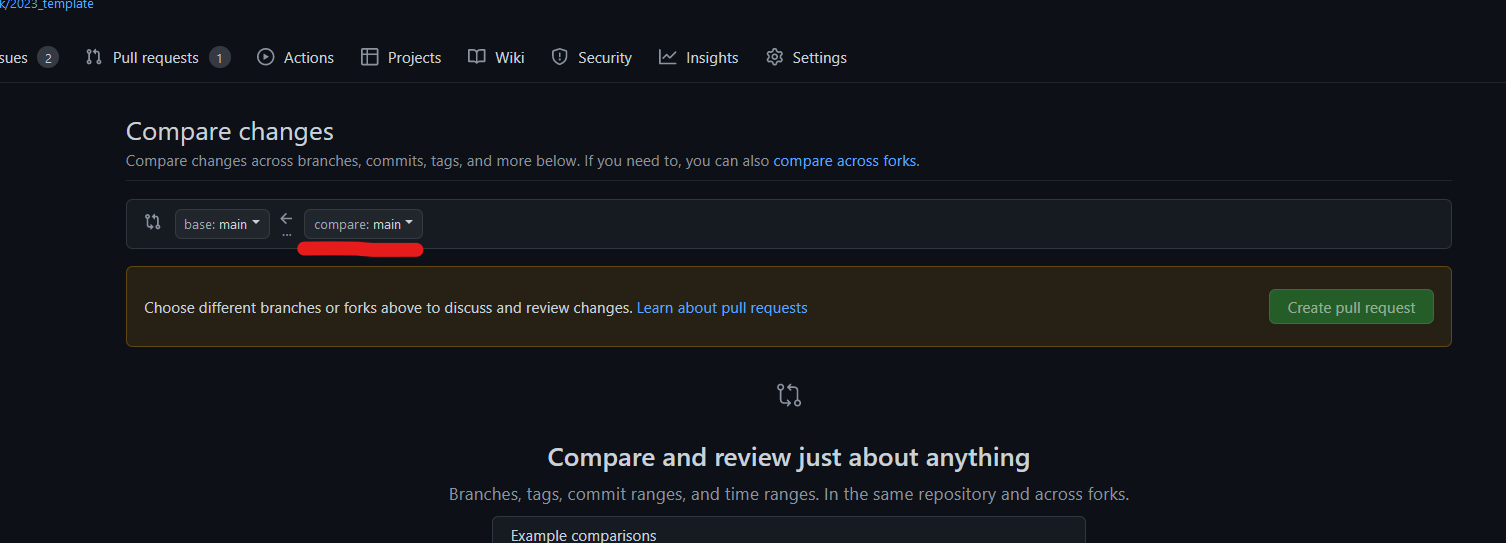 k/2023_template
sues 2 Pull requests 1 Actions Projects Wiki Security Insights Settings
Compare changes
Compare changes across branches, commits, tags, and more below. If you need to, you can also compare across forks.
base: main ... compare: main
Choose different branches or forks above to discuss and review changes. Learn about pull requests Create pull request
Compare and review just about anything
Branches, tags, commit ranges, and time ranges. In the same repository and across forks.
Example comparisons